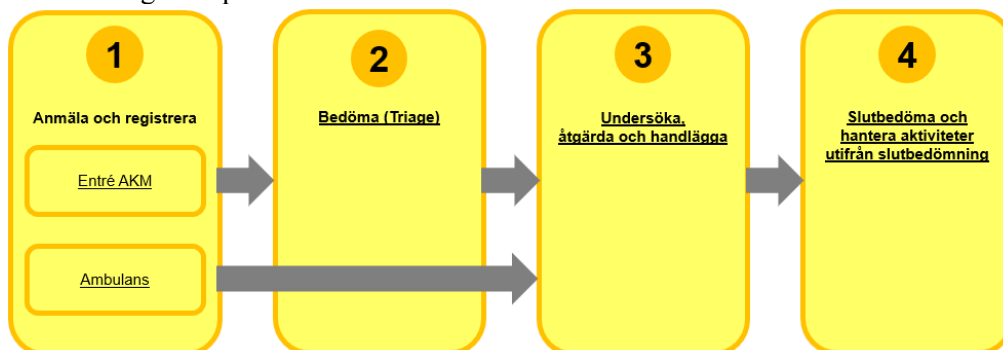 1
Anmäla och registrera
Entré AKM
Ambulans
2
Bedöma (Triage)
3
Undersöka,
åtgärda och handlägga
4
Slutbedöma och
hantera aktiviteter
utifrån slutbedömning